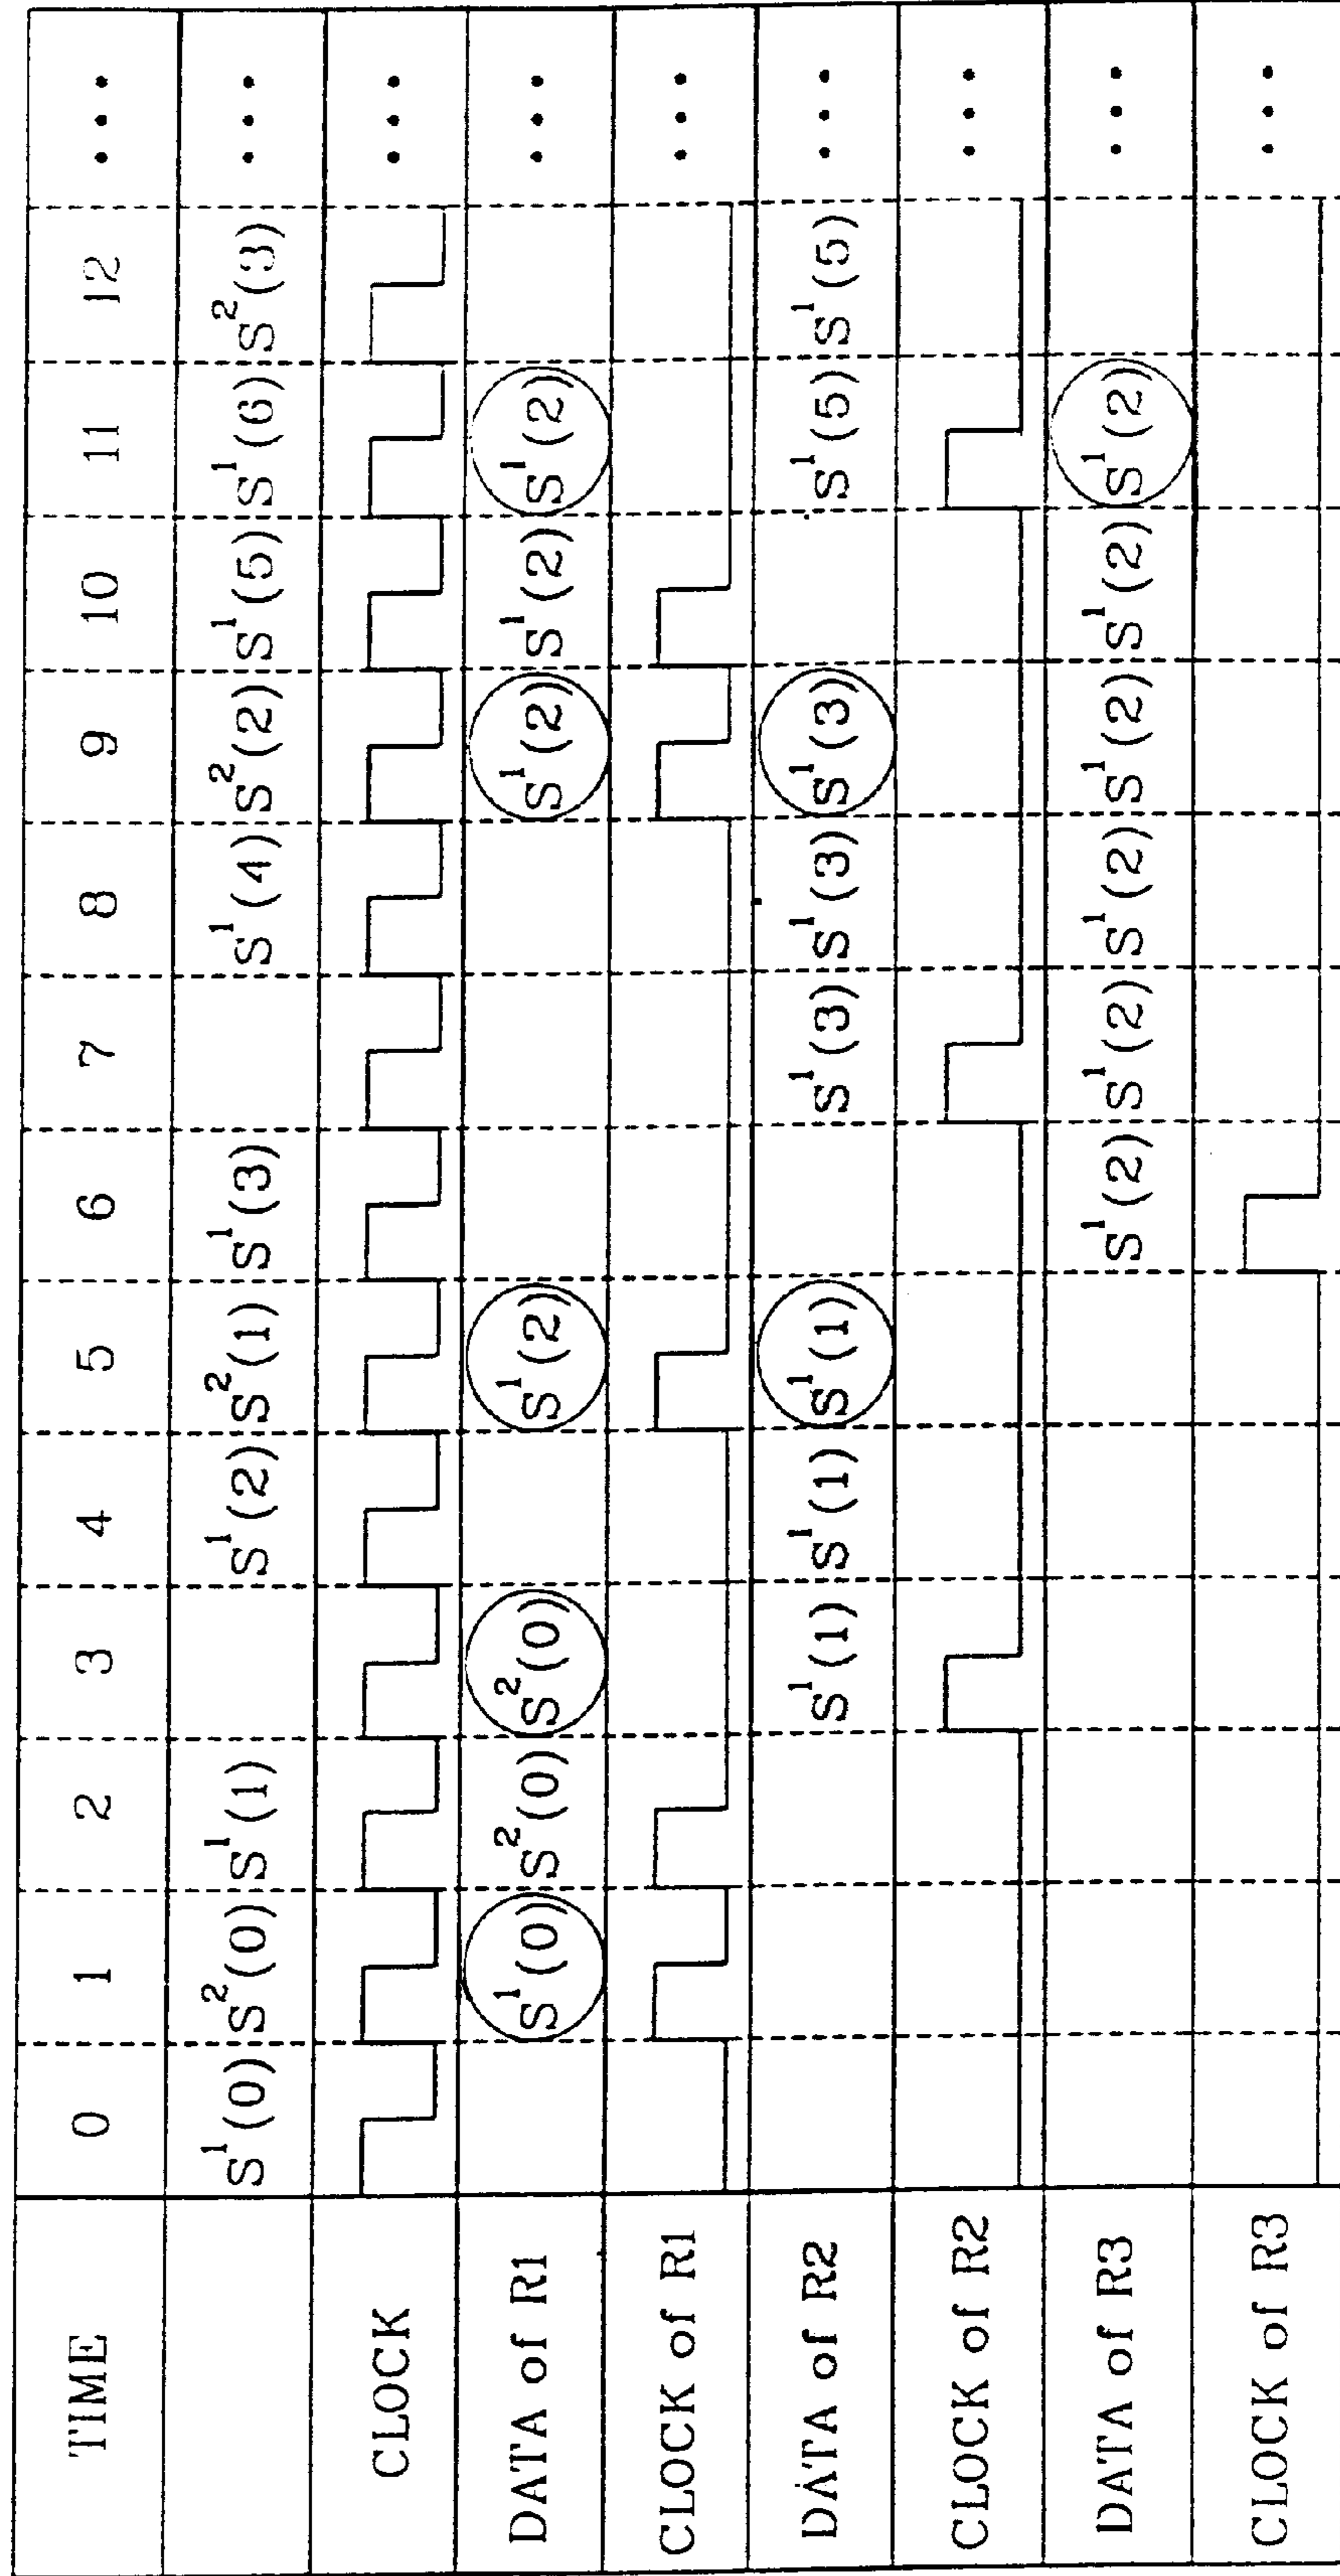 TIME 0 1 2 3 4 5 6 7 8 9 10 11 12 ...
S¹(0) S²(0) S¹(1) S¹(2) S²(1) S¹(3) S¹(4) S²(2) S¹(5) S¹(6) S²(3) ...
CLOCK ...
DATA of R1 S¹(0) S²(0) S²(0) S¹(2) S¹(2) S¹(2) S¹(2) ...
CLOCK of R1 ...
DATA of R2 S¹(1) S¹(1) S¹(1) S¹(3) S¹(3) S¹(3) S¹(5) S¹(5) ...
CLOCK of R2 ...
DATA of R3 S¹(2) S¹(2) S¹(2) S¹(2) S¹(2) S¹(2) ...
CLOCK of R3 ...